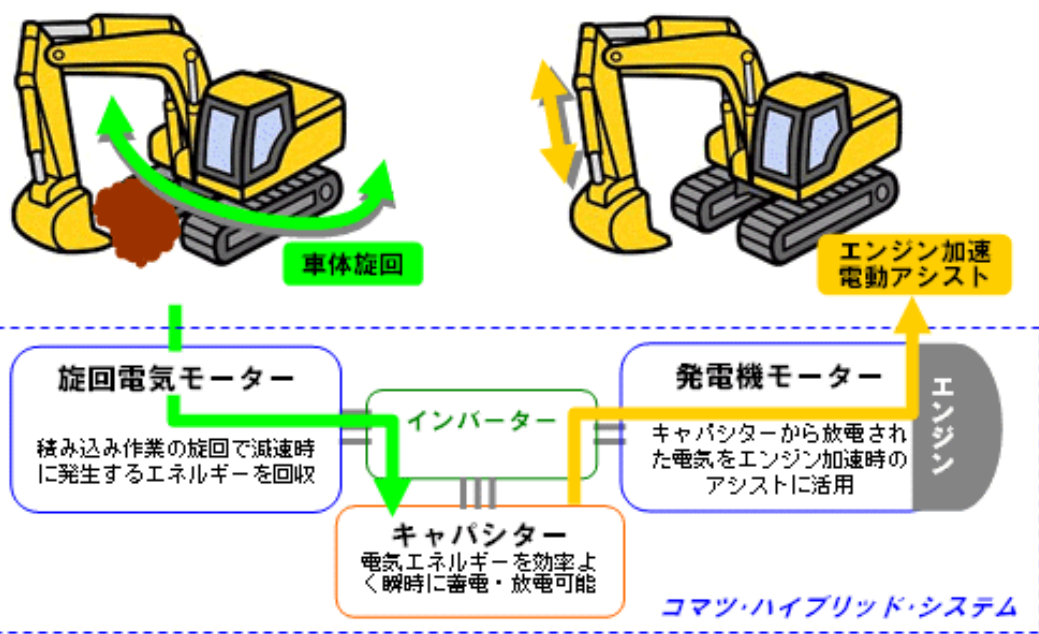 車体旋回
エンジン加速
電動アシスト
旋回電気モーター
積み込み作業の旋回で減速時
に発生するエネルギーを回収
インバーター
発電機モーター
キャパシターから放電され
た電気をエンジン加速時の
アシストに活用
エンジン
キャパシター
電気エネルギーを効率よ
く瞬時に蓄電・放電可能
コマツ・ハイブリッド・システム